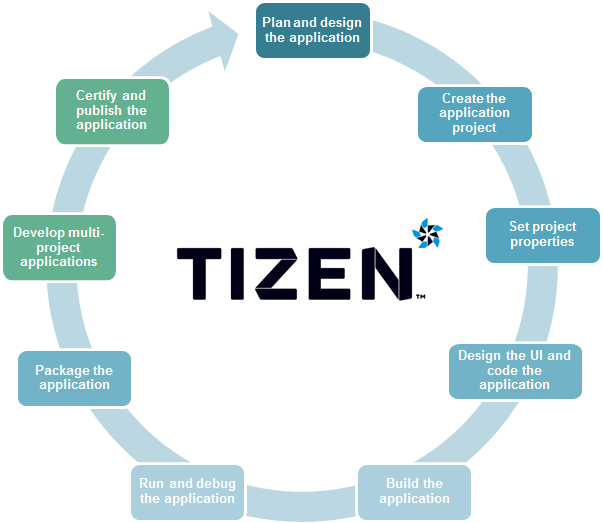 Plan and design
the application
Create the
application
project
Set project
properties
Design the UI and
code the
application
Build the
application
Run and debug
the application
Package the
application
Develop multi-
project
applications
Certify and
publish the
application
TIZEN™